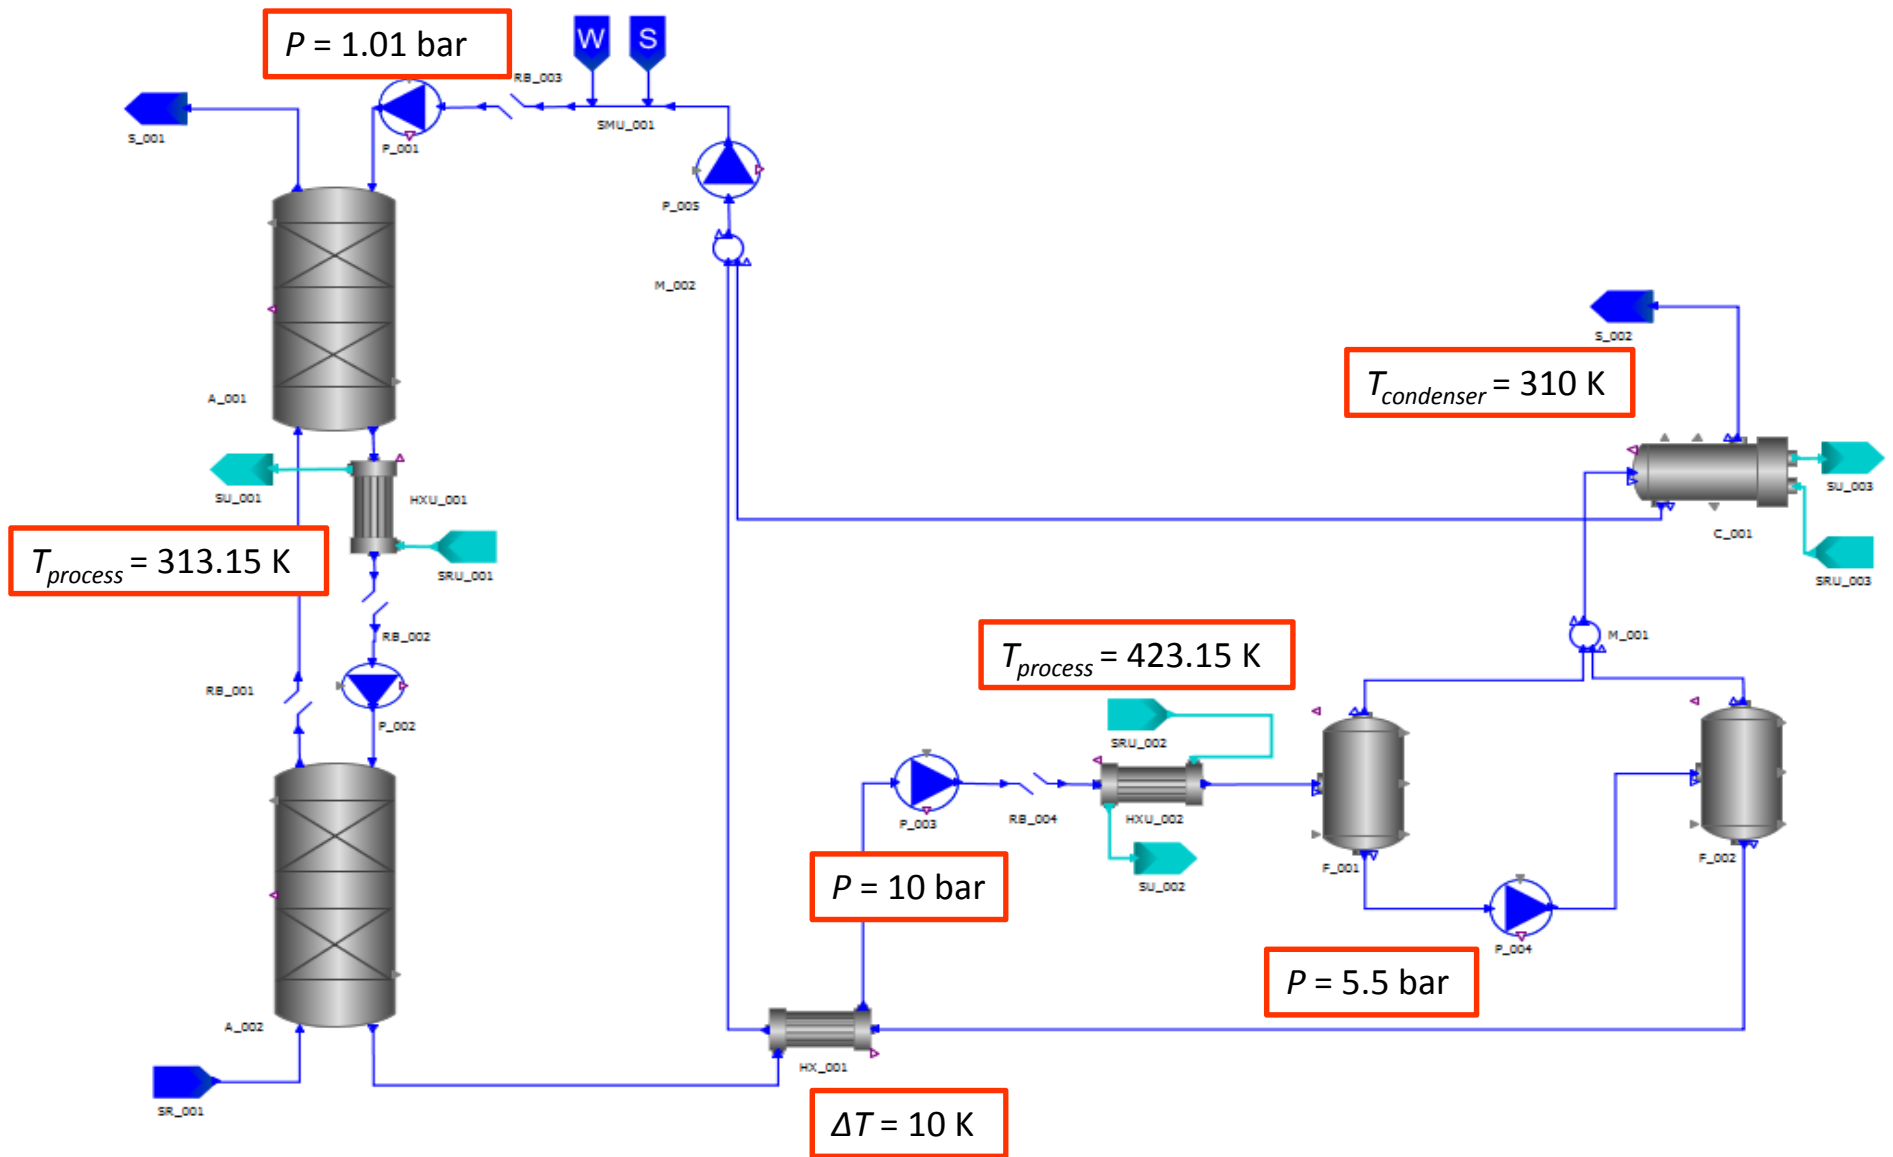 P = 1.01 bar
W
S
RB_003
S_001
SMU_001
P_001
P_005
M_002
S_002
T_condenser = 310 K
A_001
SU_001
HXU_001
SU_003
C_001
T_process = 313.15 K
SRU_001
SRU_003
RB_002
M_001
T_process = 423.15 K
RB_001
P_002
SRU_002
P_003
RB_004
HXU_002
F_001
F_002
P = 10 bar
SU_002
P_004
P = 5.5 bar
A_002
HX_001
SR_001
ΔT = 10 K